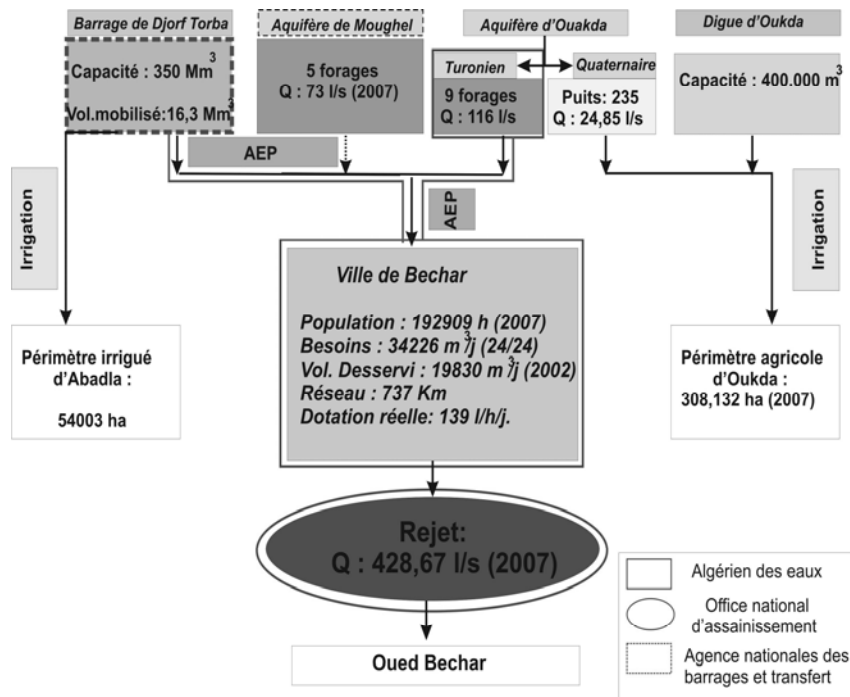 Barrage de Djorf Torba
Capacité : 350 Mm3
Vol.mobilisé:16,3 Mm3
Aquifère de Moughel
5 forages
Q : 73 l/s (2007)
Aquifère d'Ouakda
Turonien
9 forages
Q : 116 l/s
Quaternaire
Puits: 235
Q : 24,85 l/s
Digue d'Oukda
Capacité : 400.000 m3
AEP
AEP
Irrigation
Irrigation
Périmètre irrigué
d'Abadla :
54003 ha
Ville de Bechar
Population : 192909 h (2007)
Besoins : 34226 m3/j (24/24)
Vol. Desservi : 19830 m3/j (2002)
Réseau : 737 Km
Dotation réelle: 139 l/h/j.
Périmètre agricole
d'Oukda :
308,132 ha (2007)
Rejet:
Q : 428,67 l/s (2007)
Oued Bechar
Algérien des eaux
Office national
d'assainissement
Agence nationales des
barrages et transfert